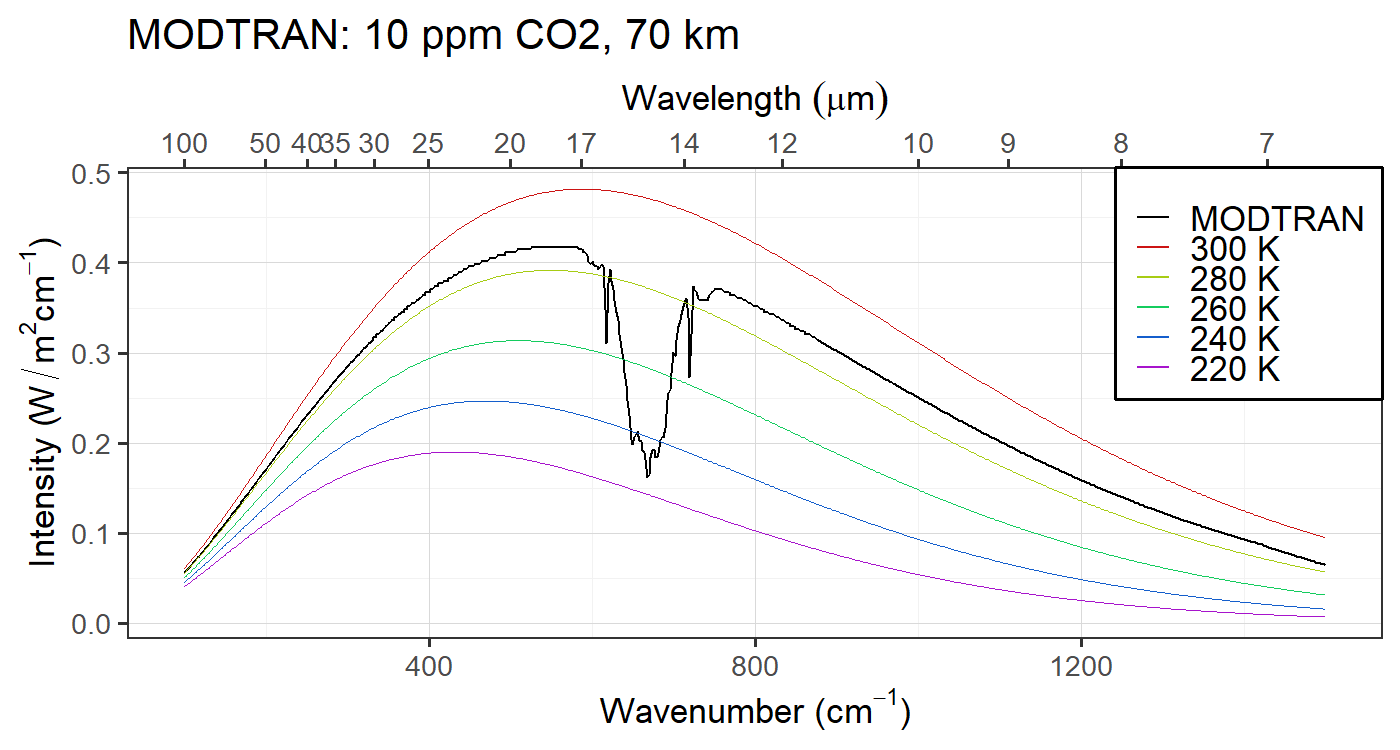 MODTRAN: 10 ppm CO2, 70 km
Wavelength (μm)
100 50 40 35 30 25 20 17 14 12 10 9 8 7
Intensity (W / m²cm⁻¹)
0.5
0.4
0.3
0.2
0.1
0.0
MODTRAN
300 K
280 K
260 K
240 K
220 K
400 800 1200
Wavenumber (cm⁻¹)